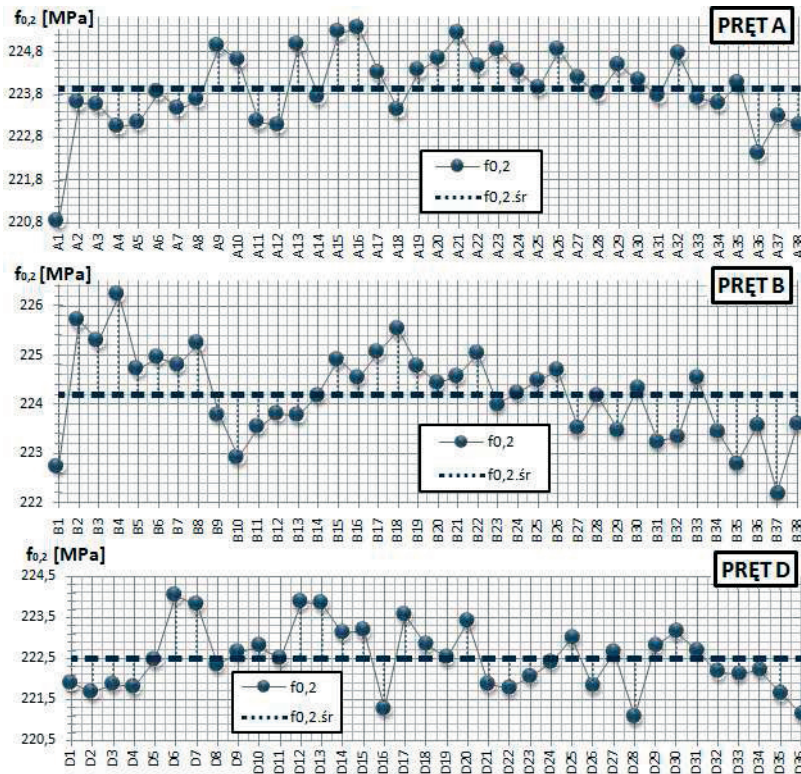 f0,2 [MPa]
PRĘT A
224,8
223,8
222,8
221,8
220,8
f0,2
f0,2.śr
A1 A2 A3 A4 A5 A6 A7 A8 A9 A10 A11 A12 A13 A14 A15 A16 A17 A18 A19 A20 A21 A22 A23 A24 A25 A26 A27 A28 A29 A30 A31 A32 A33 A34 A35 A36 A37 A38
f0,2 [MPa]
PRĘT B
226
225
224
223
222
f0,2
f0,2.śr
B1 B2 B3 B4 B5 B6 B7 B8 B9 B10 B11 B12 B13 B14 B15 B16 B17 B18 B19 B20 B21 B22 B23 B24 B25 B26 B27 B28 B29 B30 B31 B32 B33 B34 B35 B36 B37 B38
f0,2 [MPa]
PRĘT D
224,5
223,5
222,5
221,5
220,5
f0,2
f0,2.śr
D1 D2 D3 D4 D5 D6 D7 D8 D9 D10 D11 D12 D13 D14 D15 D16 D17 D18 D19 D20 D21 D22 D23 D24 D25 D26 D27 D28 D29 D30 D31 D32 D33 D34 D35 D36